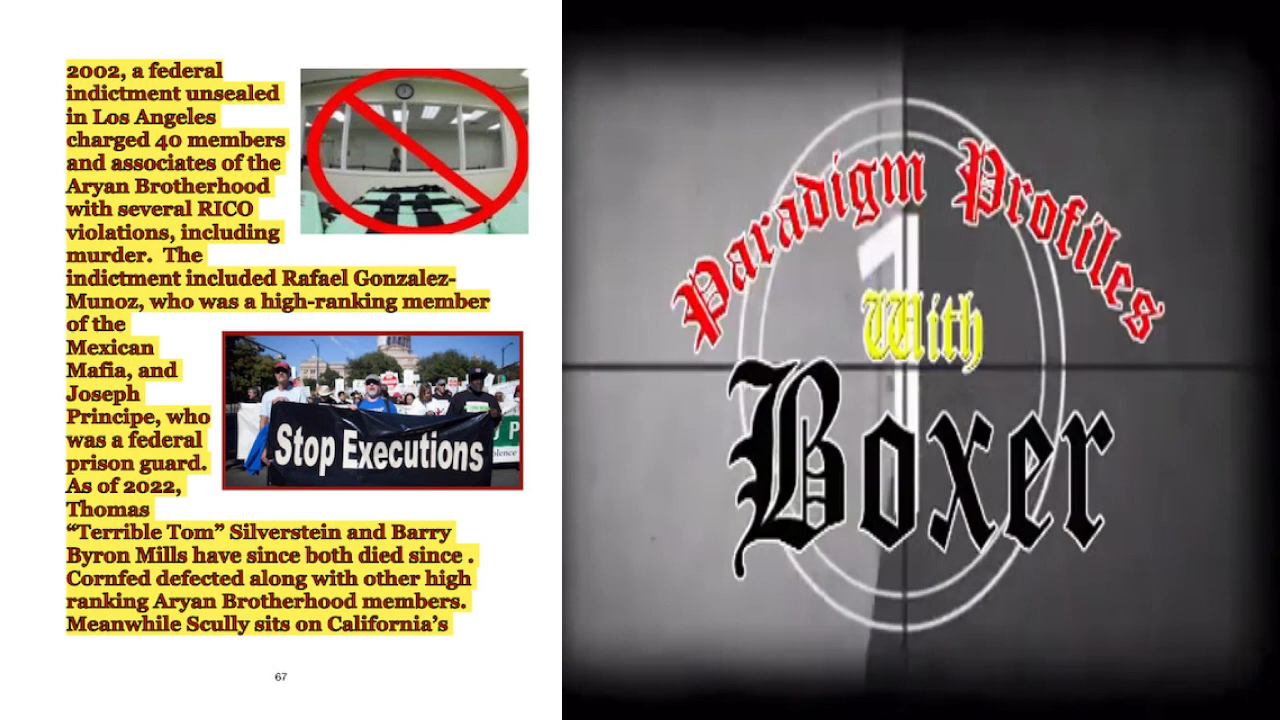 2002, a federal
indictment unsealed
in Los Angeles
charged 40 members
and associates of the
Aryan Brotherhood
with several RICO
violations, including
murder.  The
indictment included Rafael Gonzalez-
Munoz, who was a high-ranking member
of the
Mexican
Mafia, and
Joseph
Principe, who
was a federal
prison guard.
As of 2022,
Thomas
“Terrible Tom” Silverstein and Barry
Byron Mills have since both died since .
Cornfed defected along with other high
ranking Aryan Brotherhood members.
Meanwhile Scully sits on California’s
67
Stop Executions
Paradigm Profiles
1
With
Boxer